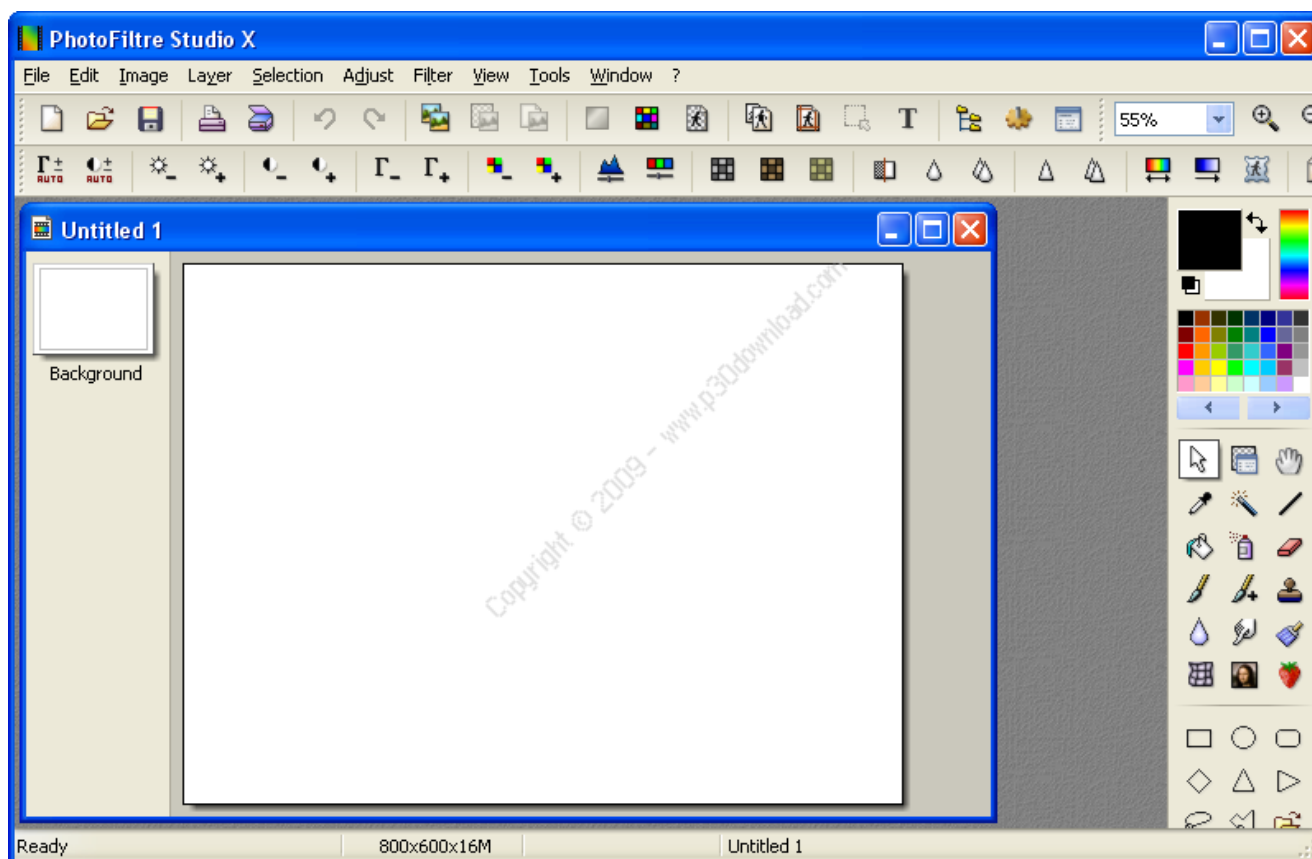 PhotoFiltre Studio X
File Edit Image Layer Selection Adjust Filter View Tools Window ?
T 55%
Γ± AUTO AUTO Γ- Γ+
Untitled 1
Background
Copyright © 2009 - www.p30download.com
Ready 800x600x16M Untitled 1